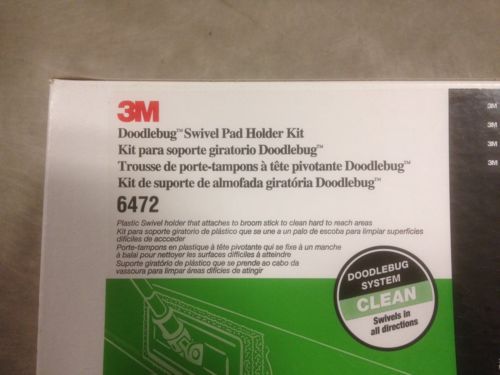 3M
Doodlebug™ Swivel Pad Holder Kit
Kit para soporte giratorio Doodlebug™
Trousse de porte-tampons à tête pivotante Doodlebug™
Kit de suporte de almofada giratória Doodlebug™
6472
Plastic Swivel holder that attaches to broom stick to clean hard to reach areas
Kit para soporte giratorio de plástico que se une a un palo de escoba para limpiar superficies
difíciles de accceder
Porte-tampons en plastique à tête pivotante qui se fixe à un manche
à balai pour nettoyer les surfaces difficiles à atteindre
Suporte giratório de plástico que se prende ao cabo da
vassoura para limpar áreas difíceis de atingir
DOODLEBUG
SYSTEM
CLEAN
Swivels in
all directions
3M
3M
3M
3M